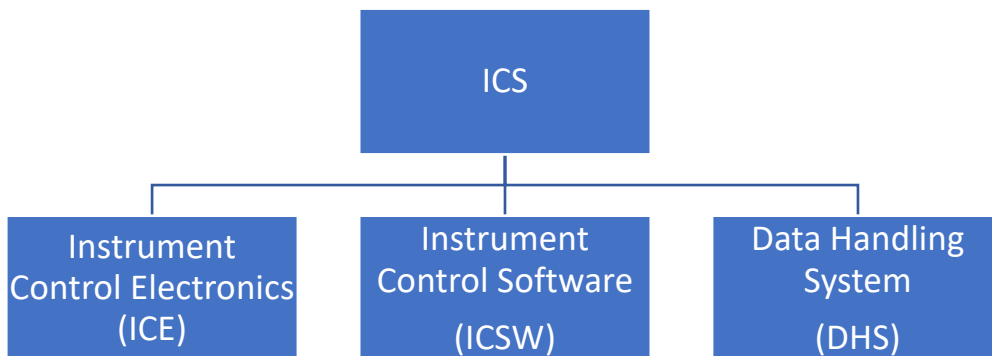 ICS
Instrument
Control Electronics
(ICE)
Instrument
Control Software
(ICSW)
Data Handling
System
(DHS)